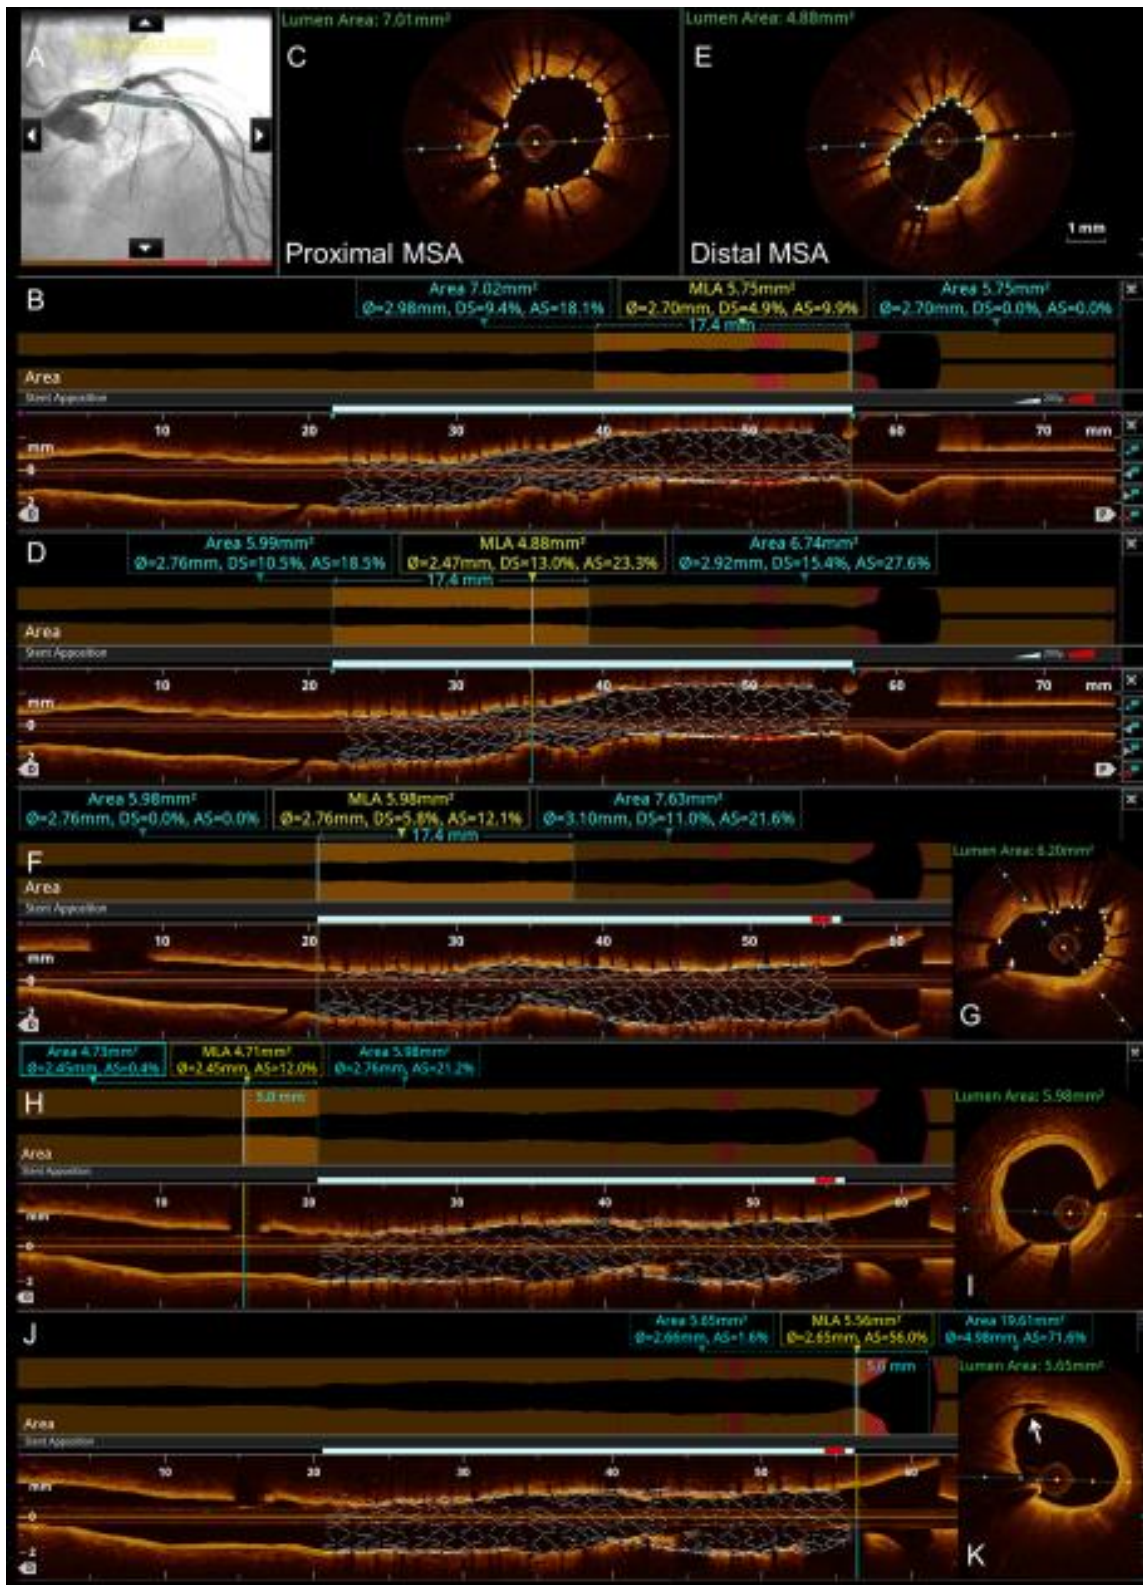 A
C
Lumen Area: 7.01mm²
Proximal MSA
E
Lumen Area: 4.88mm²
1 mm
Distal MSA
B
Area 7.02mm²
Ø=2.98mm, DS=9.4%, AS=18.1%
MLA 5.75mm²
Ø=2.70mm, DS=4.9%, AS=9.9%
Area 5.75mm²
Ø=2.70mm, DS=0.0%, AS=0.0%
17.4 mm
Area
Stent Apposition
10 20 30 40 50 60 70 mm
mm
0
2
D
P
D
Area 5.99mm²
Ø=2.76mm, DS=10.5%, AS=18.5%
MLA 4.88mm²
Ø=2.47mm, DS=13.0%, AS=23.3%
Area 6.74mm²
Ø=2.92mm, DS=15.4%, AS=27.6%
17.4 mm
Area
Stent Apposition
10 20 30 40 50 60 70 mm
mm
0
2
D
P
Area 5.98mm²
Ø=2.76mm, DS=0.0%, AS=0.0%
MLA 5.98mm²
Ø=2.76mm, DS=5.8%, AS=12.1%
Area 7.63mm²
Ø=3.10mm, DS=11.0%, AS=21.6%
17.4 mm
F
Area
Stent Apposition
10 20 30 40 50 60
mm
0
2
D
Lumen Area: 6.20mm²
G
Area 4.73mm²
Ø=2.45mm, AS=0.4%
MLA 4.71mm²
Ø=2.45mm, AS=12.0%
Area 5.98mm²
Ø=2.76mm, AS=21.2%
H
5.0 mm
Area
Stent Apposition
10 20 30 40 50 60
mm
0
2
Lumen Area: 5.98mm²
I
J
Area 5.65mm²
Ø=2.66mm, AS=1.6%
MLA 5.56mm²
Ø=2.65mm, AS=56.0%
Area 19.61mm²
Ø=4.98mm, AS=71.6%
5.0 mm
Area
Stent Apposition
10 20 30 40 50 60
mm
0
2
Lumen Area: 5.65mm²
K